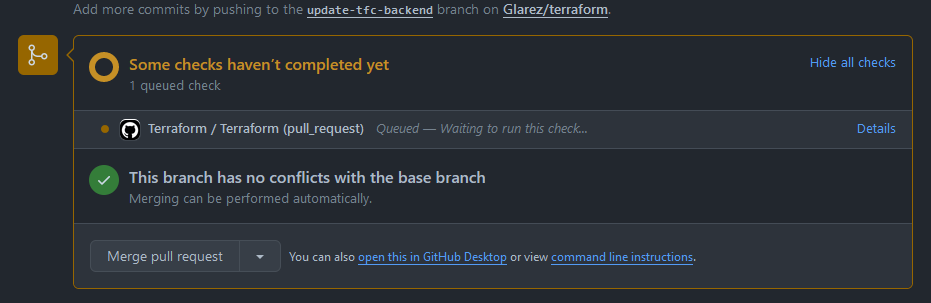 Add more commits by pushing to the update-tfc-backend branch on Glarez/terraform.
Some checks haven't completed yet
Hide all checks
1 queued check
Terraform / Terraform (pull_request) Queued — Waiting to run this check...
Details
This branch has no conflicts with the base branch
Merging can be performed automatically.
Merge pull request
You can also open this in GitHub Desktop or view command line instructions.